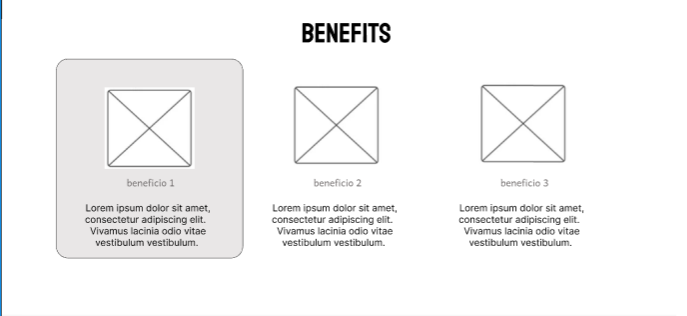 BENEFITS
beneficio 1
Lorem ipsum dolor sit amet,
consectetur adipiscing elit.
Vivamus lacinia odio vitae
vestibulum vestibulum.
beneficio 2
Lorem ipsum dolor sit amet,
consectetur adipiscing elit.
Vivamus lacinia odio vitae
vestibulum vestibulum.
beneficio 3
Lorem ipsum dolor sit amet,
consectetur adipiscing elit.
Vivamus lacinia odio vitae
vestibulum vestibulum.